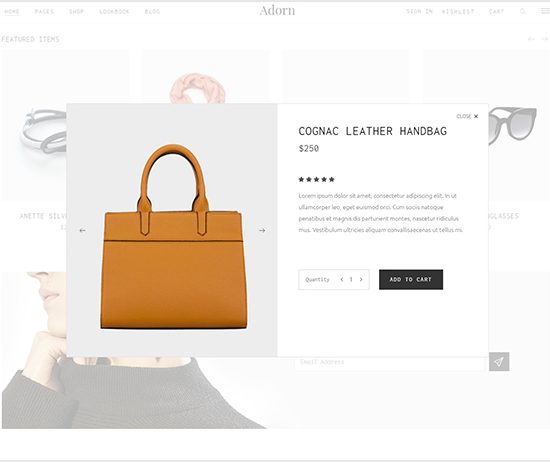 HOME PAGES SHOP LOOKBOOK BLOG Adorn SIGN IN WISHLIST CART
FEATURED ITEMS
CLOSE ✖
COGNAC LEATHER HANDBAG
$250
★★★★★
Lorem ipsum dolor sit amet, consectetur adipiscing elit. In ut
ullamcorper leo, eget euismod orci. Cum sociis natoque
penatibus et magnis dis parturient montes, nascetur ridiculus
mus. Vestibulum ultricies aliquam convallisaecenas ut tellus mi.
ANETTE SILV
GLASSES
Quantity < 1 > ADD TO CART
Email Address